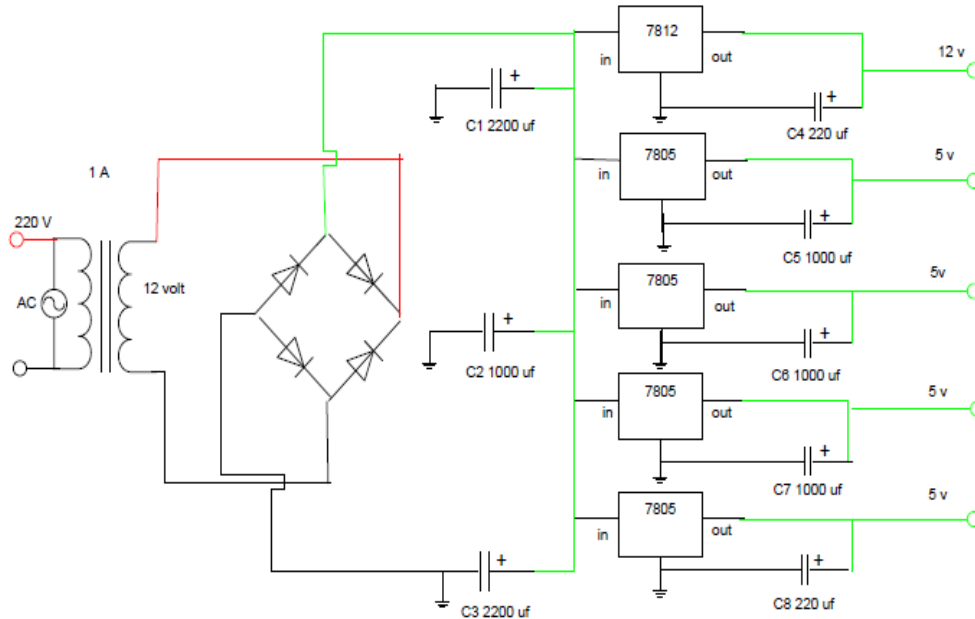 1 A
220 V
AC
12 volt
C1 2200 uf
+
C2 1000 uf
+
C3 2200 uf
+
7812
in
out
12 v
+
C4 220 uf
7805
in
out
5 v
+
C5 1000 uf
7805
in
out
5v
+
C6 1000 uf
7805
in
out
5 v
+
C7 1000 uf
7805
in
out
5 v
+
C8 220 uf